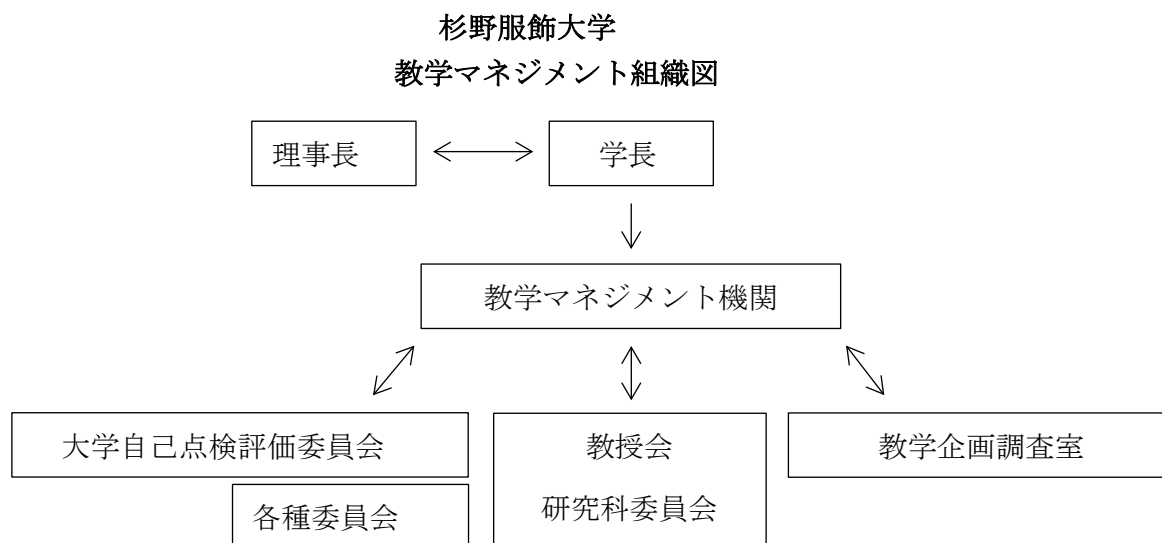 杉野服飾大学
教学マネジメント組織図
理事長
学長
教学マネジメント機関
大学自己点検評価委員会
教授会
教学企画調査室
各種委員会
研究科委員会